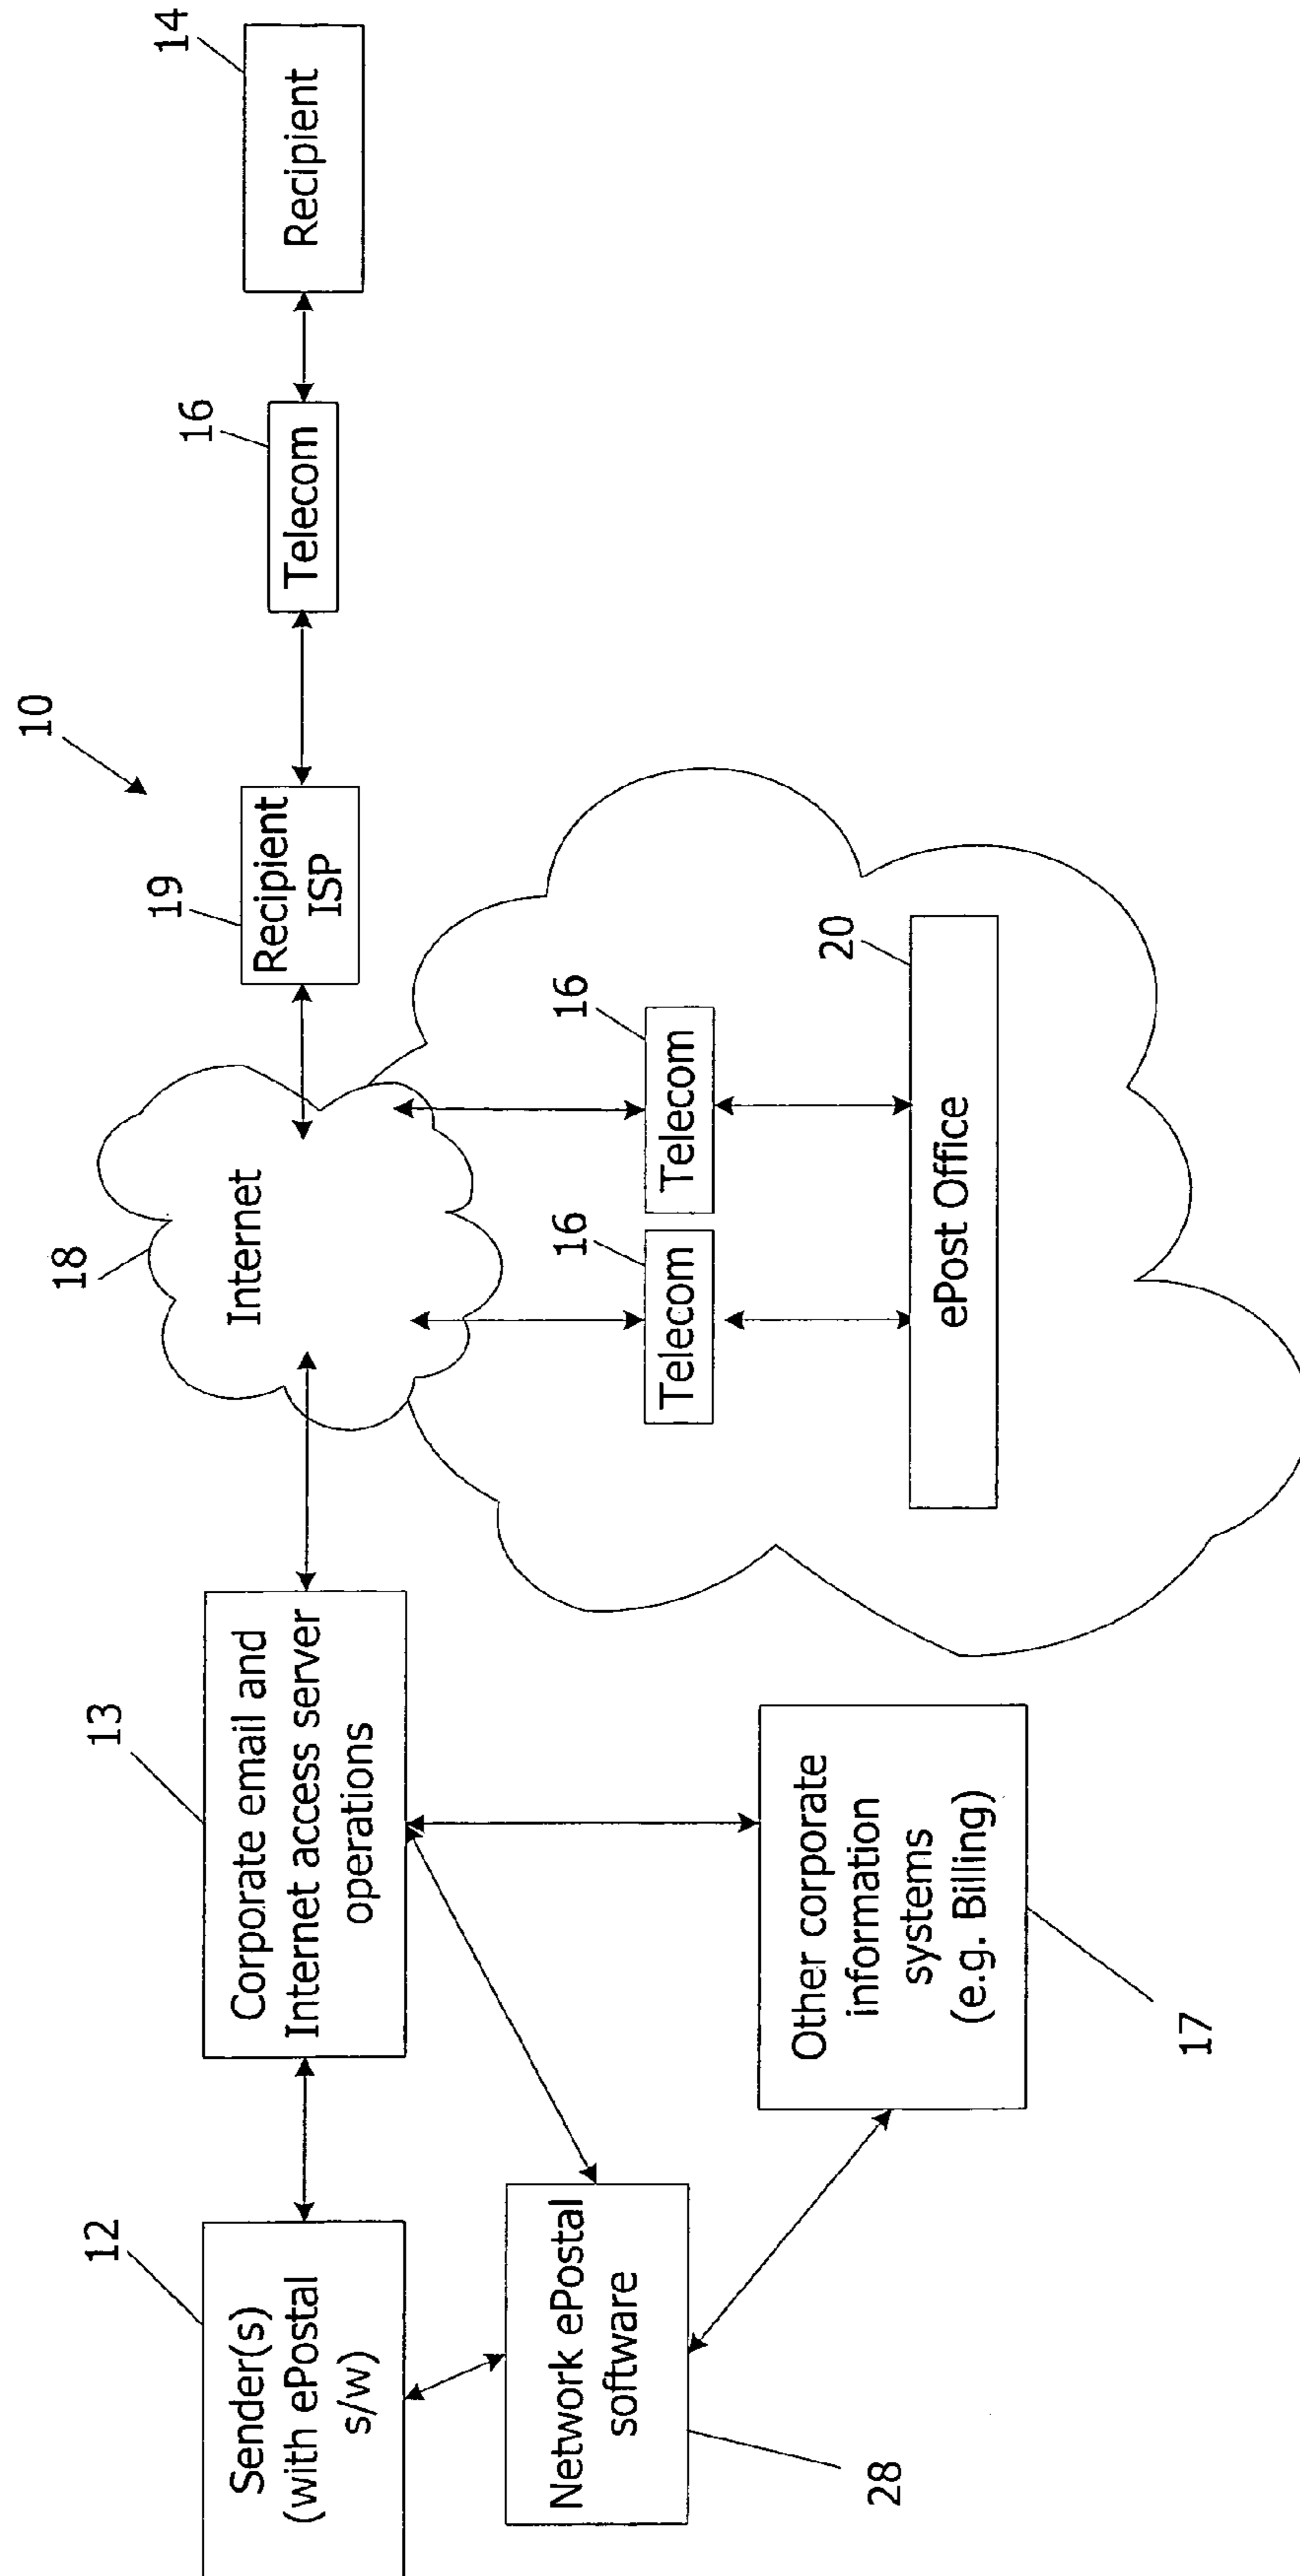 10
12
Sender(s)
(with ePostal
s/w)
13
Corporate email and
Internet access server
operations
18
Internet
19
Recipient
ISP
16
Telecom
14
Recipient
28
Network ePostal
software
17
Other corporate
information
systems
(e.g. Billing)
16
Telecom
16
Telecom
20
ePost Office